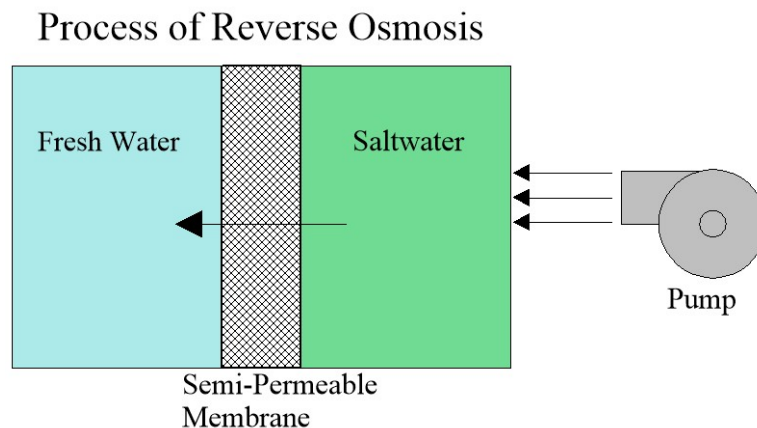 Process of Reverse Osmosis
Fresh Water
Saltwater
Pump
Semi-Permeable
Membrane